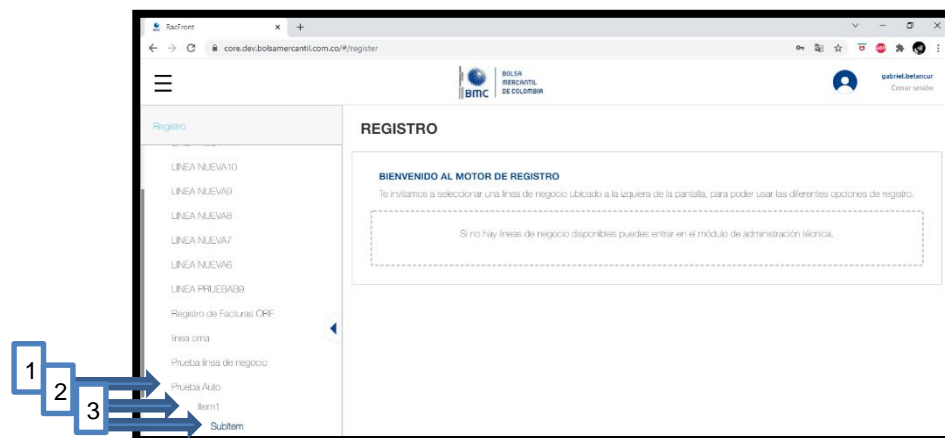 RacFront
core.dev.bolsamercantil.com.co/#/register
BMC
BOLSA
MERCANTIL
DE COLOMBIA
gabriel.betancur
Cerrar sesión
Registro
REGISTRO
LINEA NUEVA10
LINEA NUEVA9
LINEA NUEVA8
LINEA NUEVA7
LINEA NUEVA6
LINEA PRUEBA89
Registro de Facturas ORF
linea oma
Prueba linea de negocio
Prueba Auto
Item1
SubItem
BIENVENIDO AL MOTOR DE REGISTRO
Te invitamos a seleccionar una linea de negocio ubicado a la izquiera de la pantalla, para poder usar las diferentes opciones de registro.
Si no hay lineas de negocio disponibles puedes entrar en el módulo de administración técnica.
1
2
3